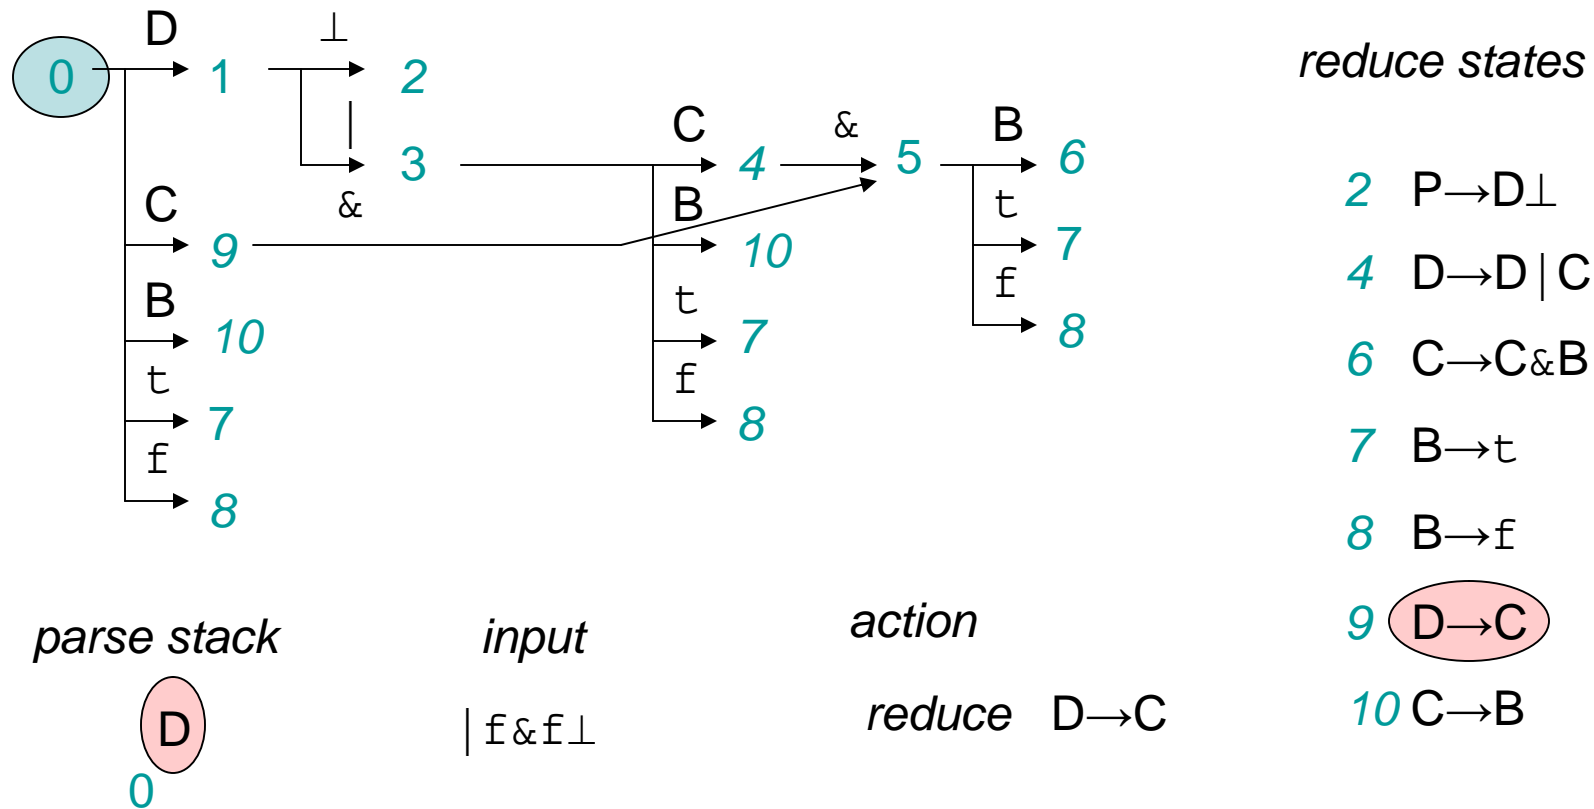 D ⊥
0 1 2
reduce states
| C & B
3 4 5 6
& B t
C 10 7
9 t f
B 7 8
10 f
t 8
7
f
8
2 P→D⊥
4 D→D|C
6 C→C&B
7 B→t
8 B→f
9 D→C
10 C→B
parse stack input action
D |f&f⊥ reduce D→C
0